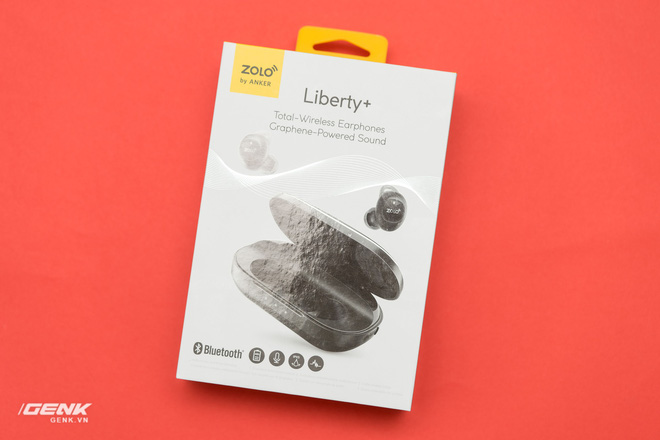 ZOLO
by ANKER
Liberty+
Total-Wireless Earphones
Graphene-Powered Sound
ZOLO
Bluetooth®
GENK
GENK.VN